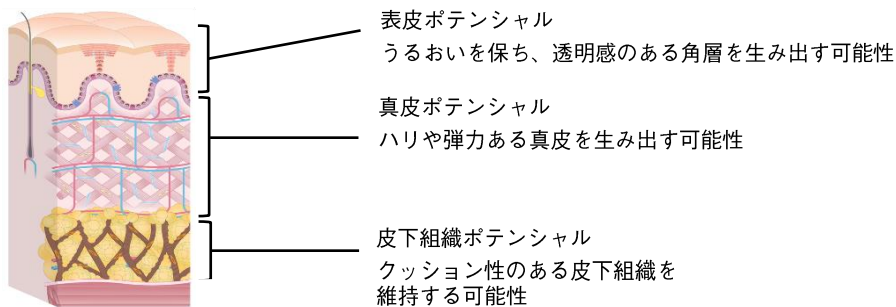 表皮ポテンシャル
うるおいを保ち、透明感のある角層を生み出す可能性
真皮ポテンシャル
ハリや弾力ある真皮を生み出す可能性
皮下組織ポテンシャル
クッション性のある皮下組織を
維持する可能性